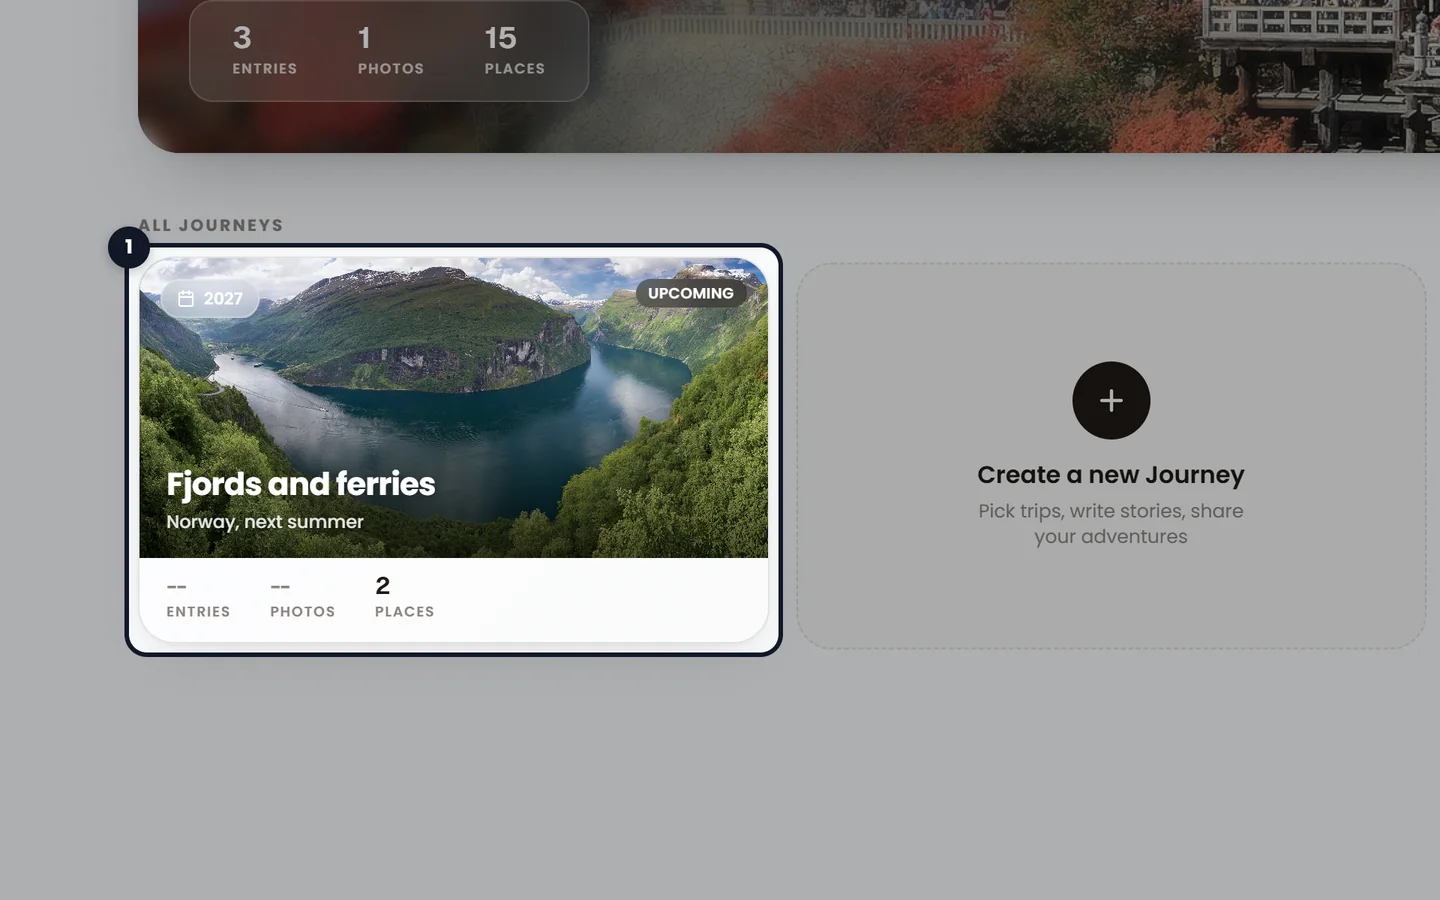 3 1 15
ENTRIES PHOTOS PLACES
ALL JOURNEYS
1
2027
UPCOMING
Fjords and ferries
Norway, next summer
-- -- 2
ENTRIES PHOTOS PLACES
Create a new Journey
Pick trips, write stories, share
your adventures